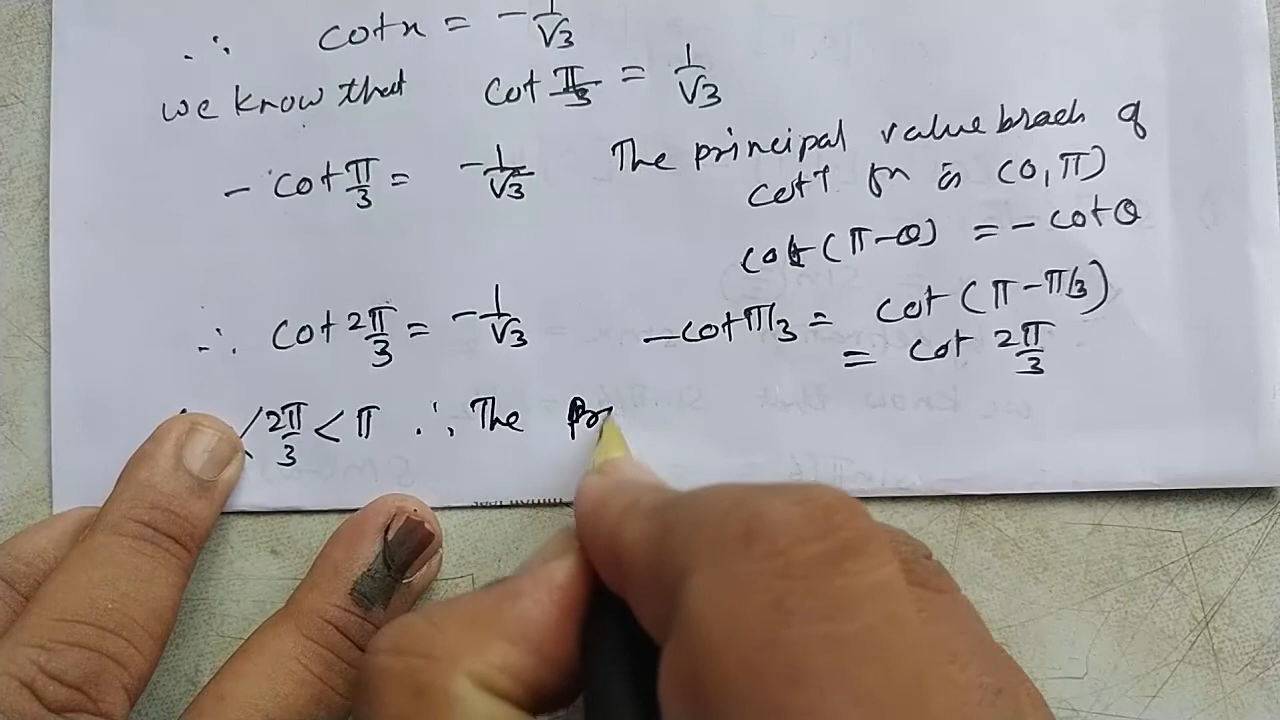 ∴ cot x = - 1/√3
we know that cot π/3 = 1/√3
- cot π/3 = - 1/√3
The principal value brach of
cot⁻¹ fn is (0, π)
cot (π - θ) = - cot θ
∴ cot 2π/3 = - 1/√3
- cot π/3 = cot (π - π/3)
= cot 2π/3
< 2π/3 < π ∴ The Pr